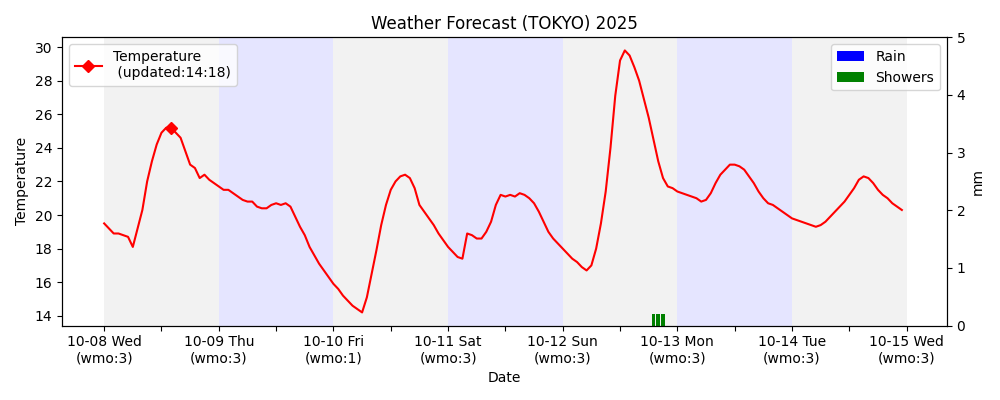 Weather Forecast (TOKYO) 2025
Temperature
(updated:14:18)
Rain
Showers
30
28
26
24
22
20
18
16
14
Temperature
5
4
3
2
1
0
mm
10-08 Wed 10-09 Thu 10-10 Fri 10-11 Sat 10-12 Sun 10-13 Mon 10-14 Tue 10-15 Wed
(wmo:3) (wmo:3) (wmo:1) (wmo:3) (wmo:3) (wmo:3) (wmo:3) (wmo:3)
Date